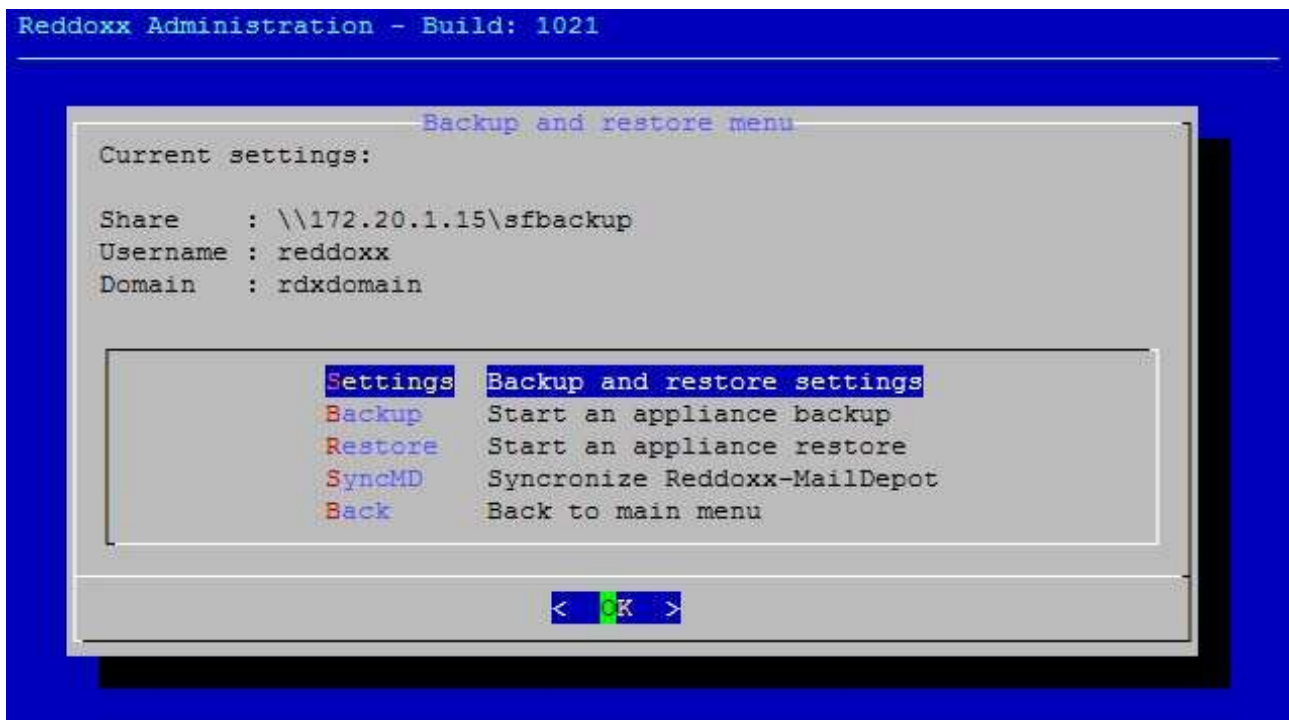 Reddoxx Administration - Build: 1021
Backup and restore menu
Current settings:
Share    : \\172.20.1.15\sfbackup
Username : reddoxx
Domain   : rdxdomain
Settings  Backup and restore settings
Backup    Start an appliance backup
Restore   Start an appliance restore
SyncMD    Syncronize Reddoxx-MailDepot
Back      Back to main menu
<  OK  >